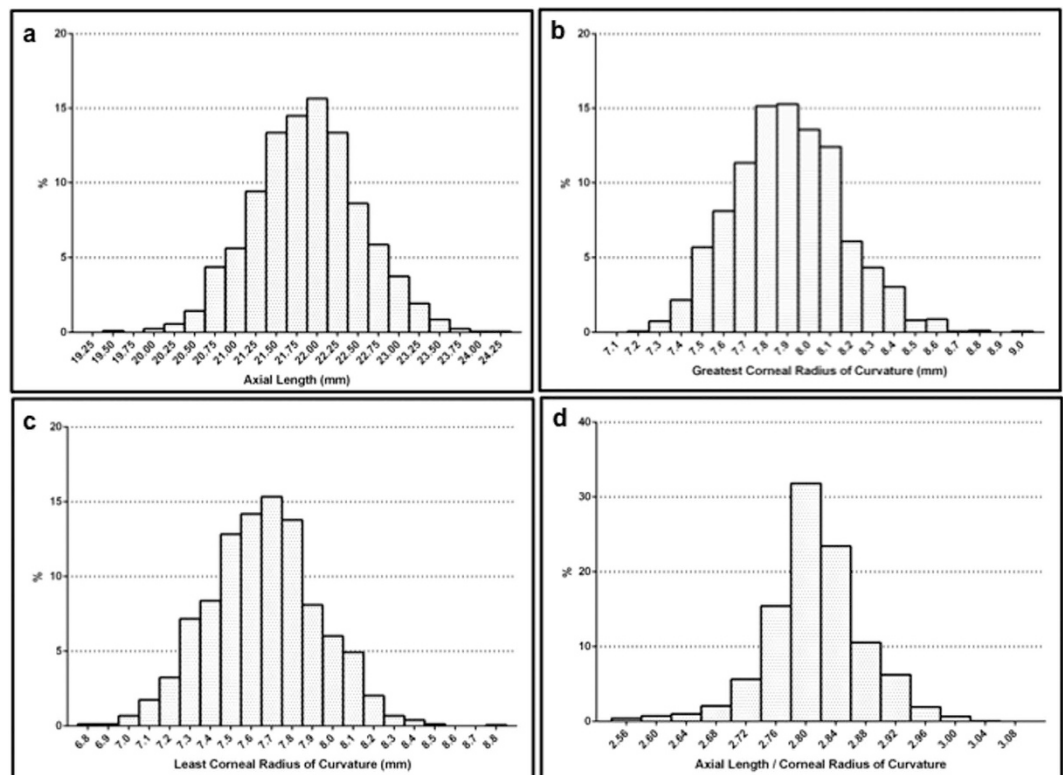 a
20
15
10
5
0
%
19.25 19.50 19.75 20.00 20.25 20.50 20.75 21.00 21.25 21.50 21.75 22.00 22.25 22.50 22.75 23.00 23.25 23.50 23.75 24.00 24.25
Axial Length (mm)
b
20
15
10
5
0
%
7.1 7.2 7.3 7.4 7.5 7.6 7.7 7.8 7.9 8.0 8.1 8.2 8.3 8.4 8.5 8.6 8.7 8.8 8.9 9.0
Greatest Corneal Radius of Curvature (mm)
c
20
15
10
5
0
%
6.8 6.9 7.0 7.1 7.2 7.3 7.4 7.5 7.6 7.7 7.8 7.9 8.0 8.1 8.2 8.3 8.4 8.5 8.6 8.7 8.8
Least Corneal Radius of Curvature (mm)
d
40
30
20
10
0
%
2.56 2.60 2.64 2.68 2.72 2.76 2.80 2.84 2.88 2.92 2.96 3.00 3.04 3.08
Axial Length / Corneal Radius of Curvature